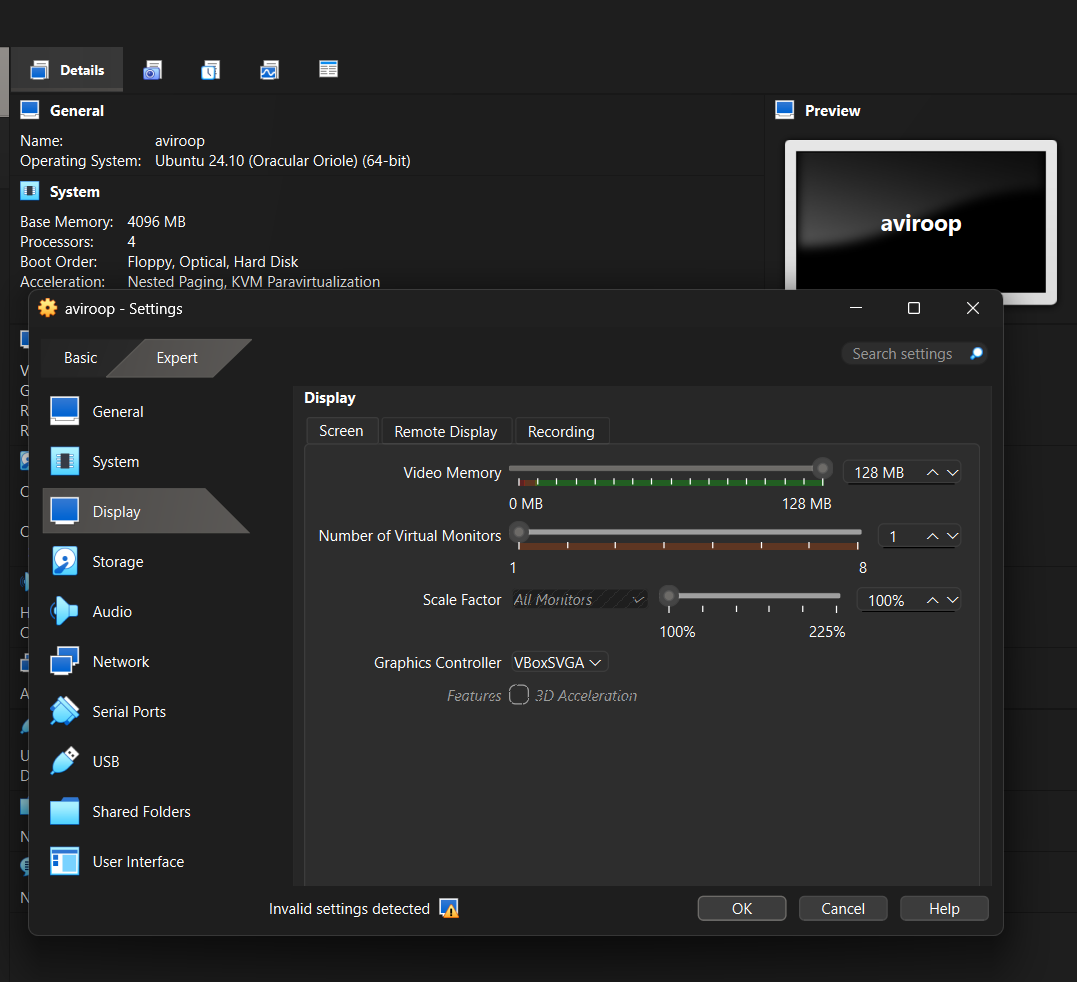 Details
General
Name: aviroop
Operating System: Ubuntu 24.10 (Oracular Oriole) (64-bit)
System
Base Memory: 4096 MB
Processors: 4
Boot Order: Floppy, Optical, Hard Disk
Acceleration: Nested Paging, KVM Paravirtualization
Preview
aviroop
aviroop - Settings
Basic
Expert
Search settings
General
System
Display
Storage
Audio
Network
Serial Ports
USB
Shared Folders
User Interface
Display
Screen
Remote Display
Recording
Video Memory 128 MB
0 MB 128 MB
Number of Virtual Monitors 1
1 8
Scale Factor All Monitors 100%
100% 225%
Graphics Controller VBoxSVGA
Features 3D Acceleration
Invalid settings detected
OK
Cancel
Help